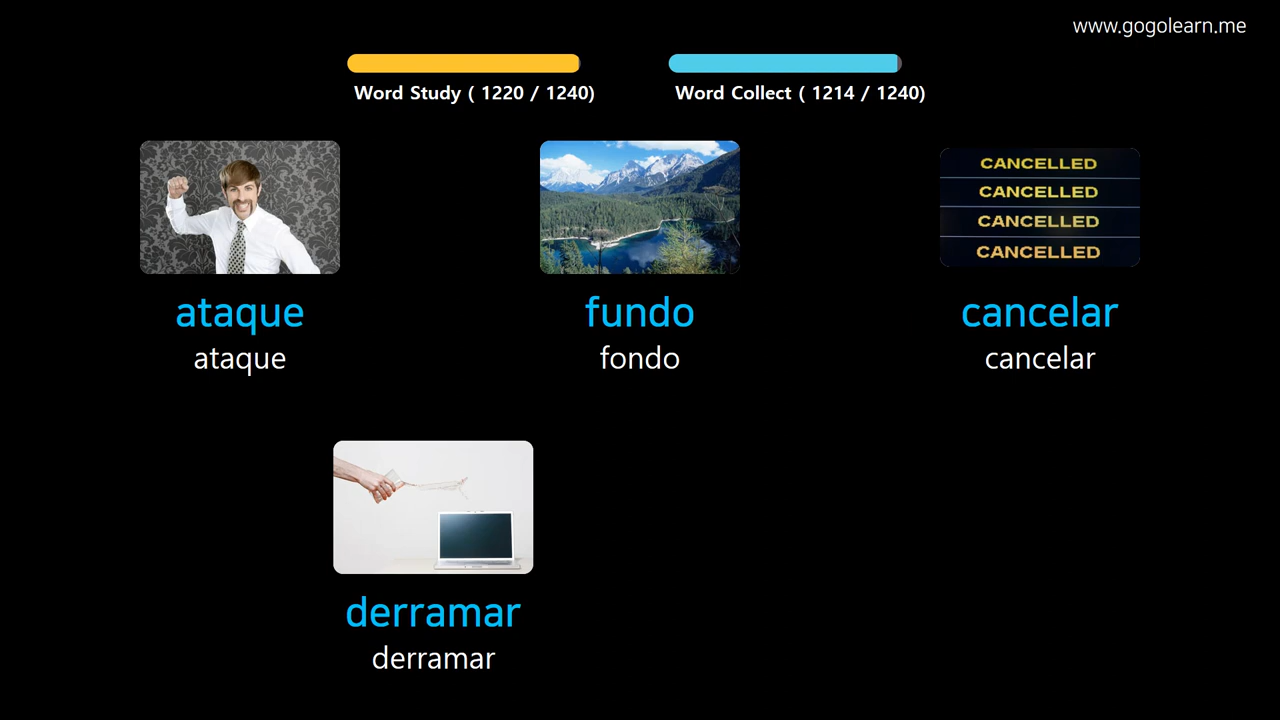 www.gogolearn.me
Word Study ( 1220 / 1240)
Word Collect ( 1214 / 1240)
CANCELLED
CANCELLED
CANCELLED
CANCELLED
ataque
ataque
fundo
fondo
cancelar
cancelar
derramar
derramar